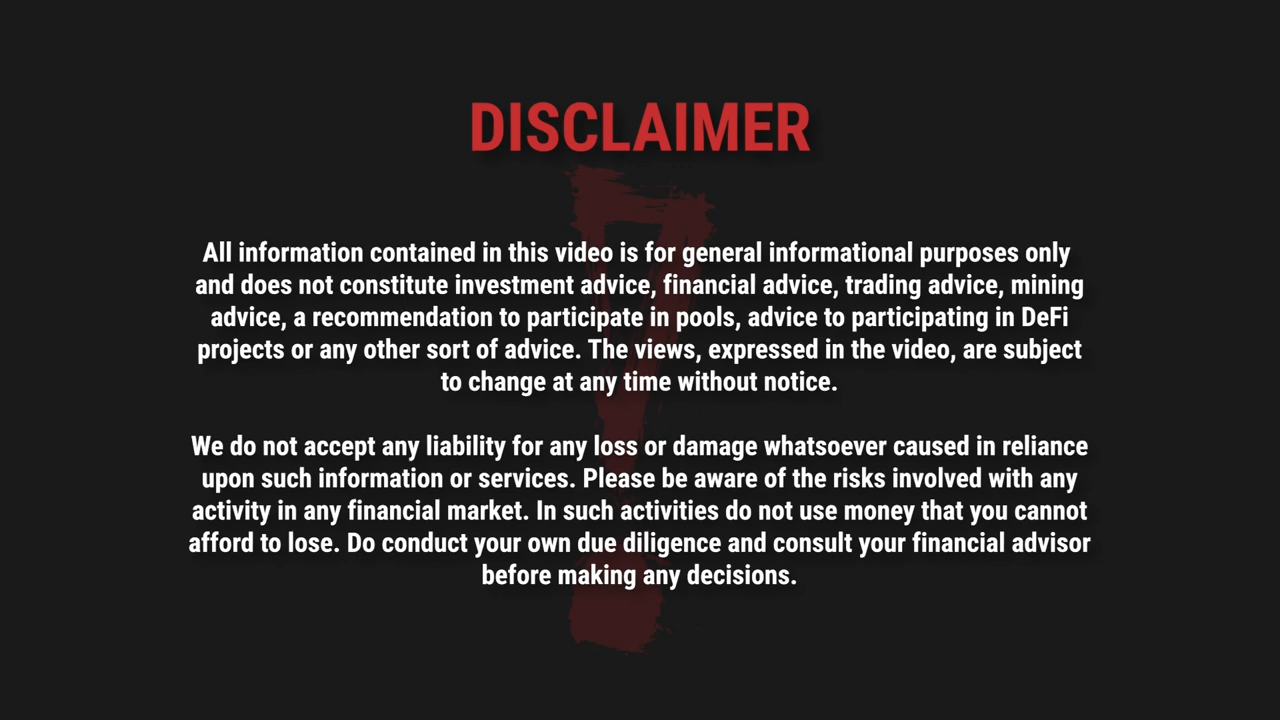 DISCLAIMER
All information contained in this video is for general informational purposes only
and does not constitute investment advice, financial advice, trading advice, mining
advice, a recommendation to participate in pools, advice to participating in DeFi
projects or any other sort of advice. The views, expressed in the video, are subject
to change at any time without notice.
We do not accept any liability for any loss or damage whatsoever caused in reliance
upon such information or services. Please be aware of the risks involved with any
activity in any financial market. In such activities do not use money that you cannot
afford to lose. Do conduct your own due diligence and consult your financial advisor
before making any decisions.